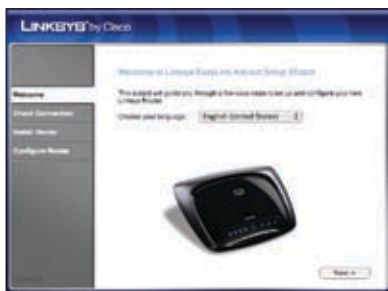 LINKSYS® by Cisco
Welcome to Linksys EasyLink Advisor Setup Wizard
This wizard will guide you through a few easy steps to set up and configure your new
Linksys Router.
Choose your language: English (United States)
Welcome
Check Connection
Install Router
Configure Router
Next >